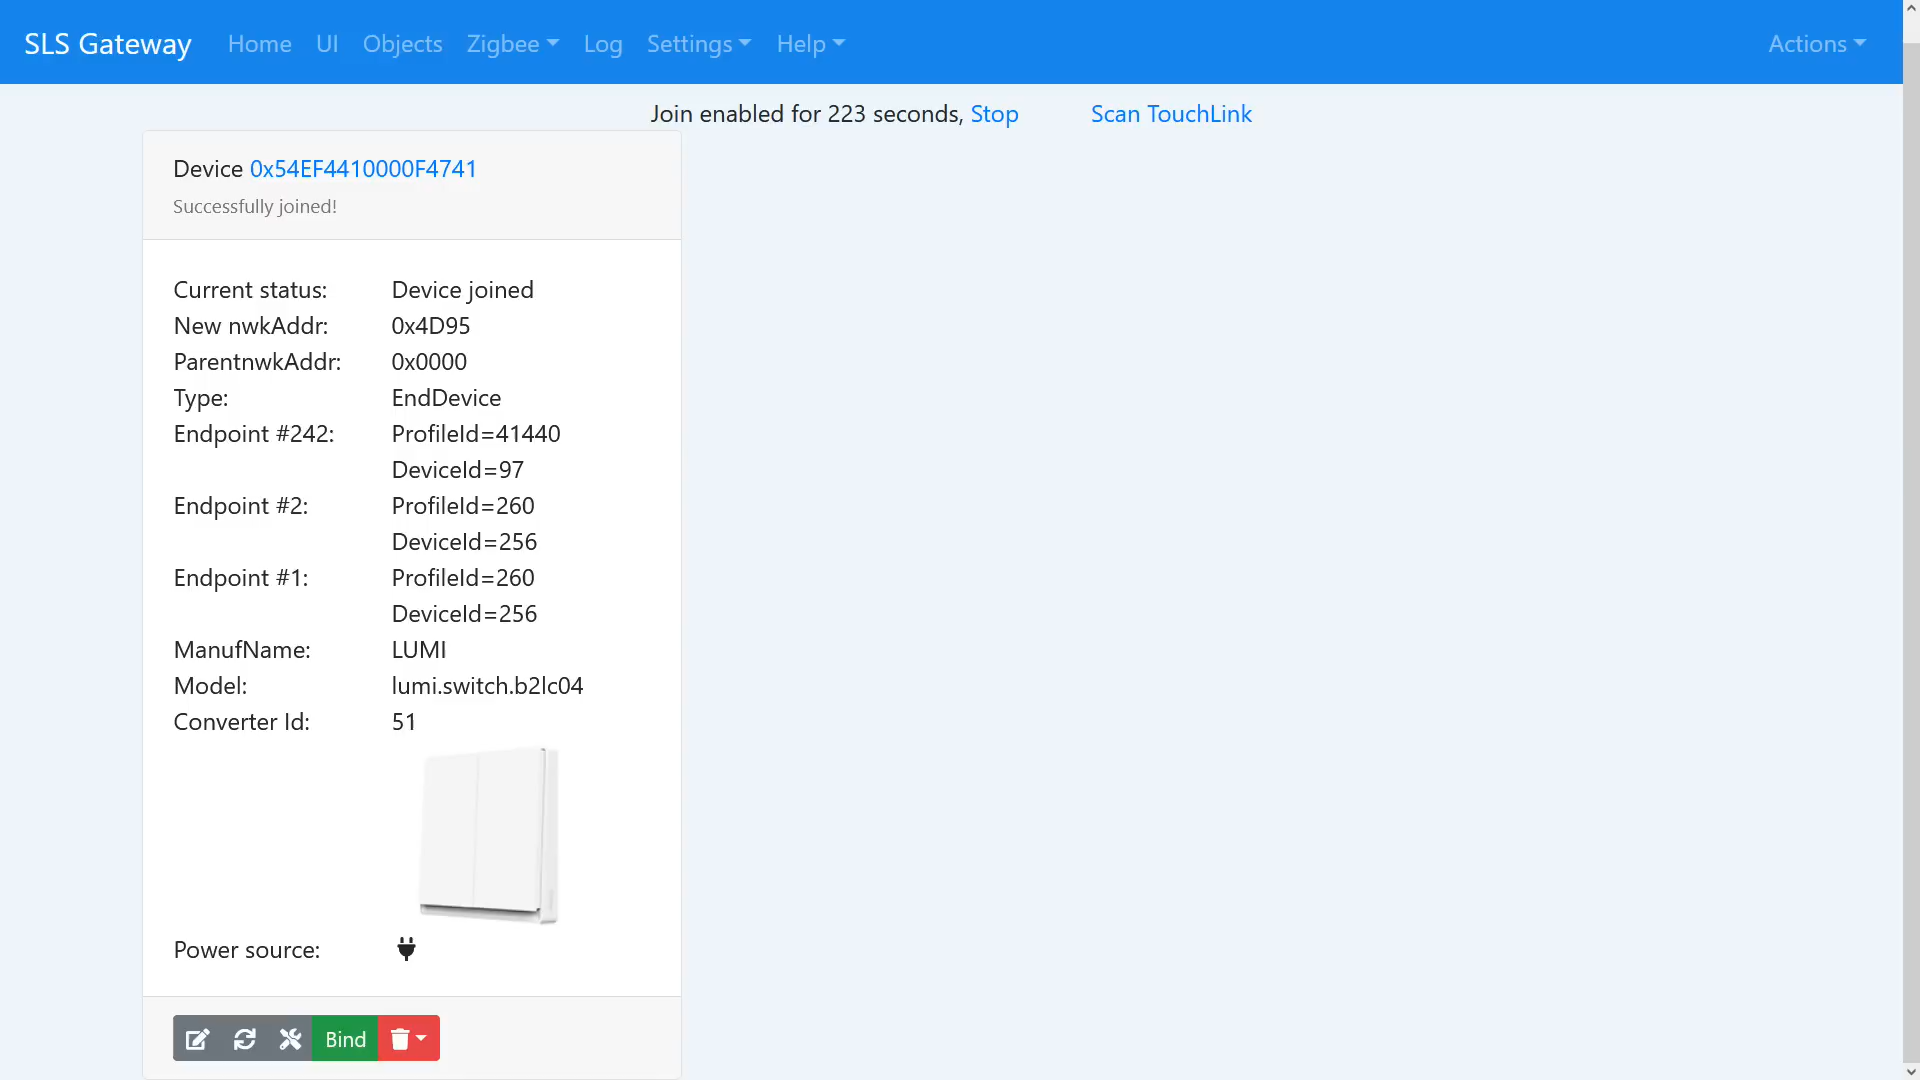 SLS Gateway Home UI Objects Zigbee Log Settings Help Actions
Join enabled for 223 seconds, Stop Scan TouchLink
Device 0x54EF4410000F4741
Successfully joined!
Current status: Device joined
New nwkAddr: 0x4D95
ParentnwkAddr: 0x0000
Type: EndDevice
Endpoint #242: ProfileId=41440
DeviceId=97
Endpoint #2: ProfileId=260
DeviceId=256
Endpoint #1: ProfileId=260
DeviceId=256
ManufName: LUMI
Model: lumi.switch.b2lc04
Converter Id: 51
Power source:
Bind